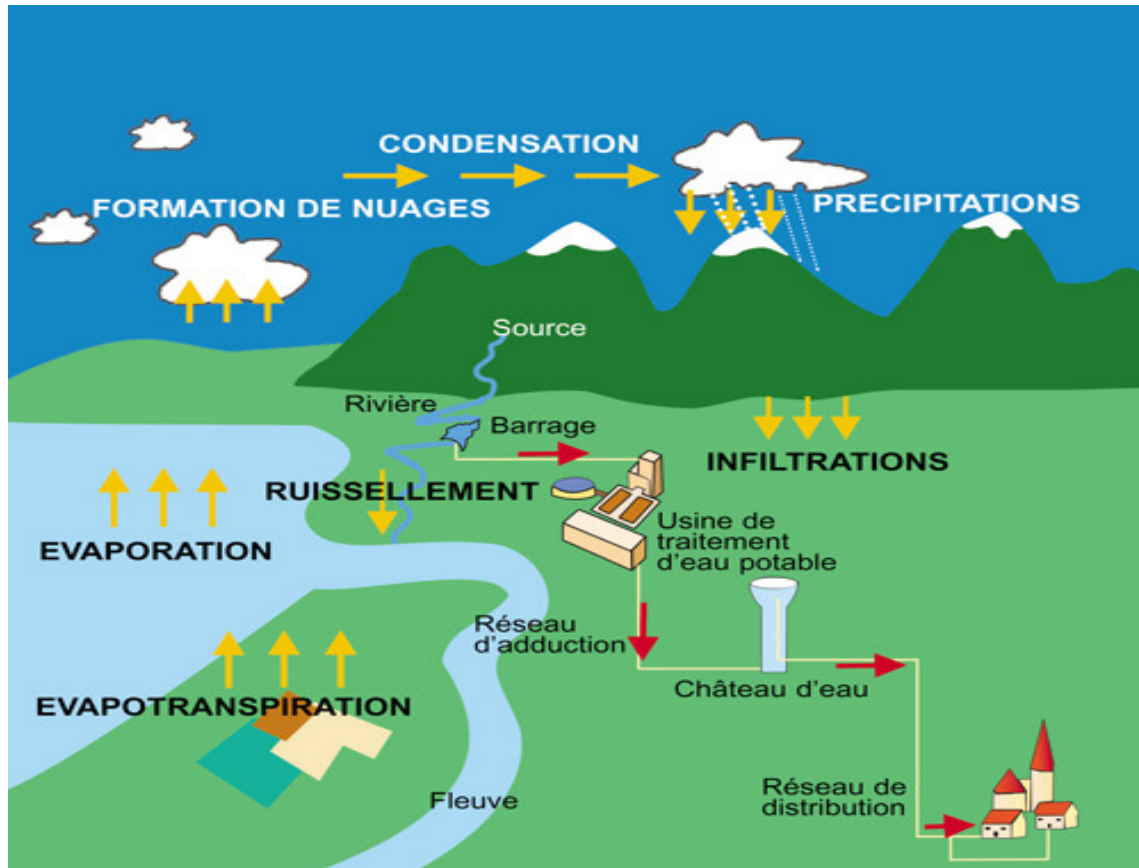 CONDENSATION
FORMATION DE NUAGES
PRECIPITATIONS
Source
Rivière
Barrage
INFILTRATIONS
RUISSELLEMENT
Usine de
traitement
d'eau potable
EVAPORATION
Réseau
d'adduction
Château d'eau
EVAPOTRANSPIRATION
Fleuve
Réseau de
distribution